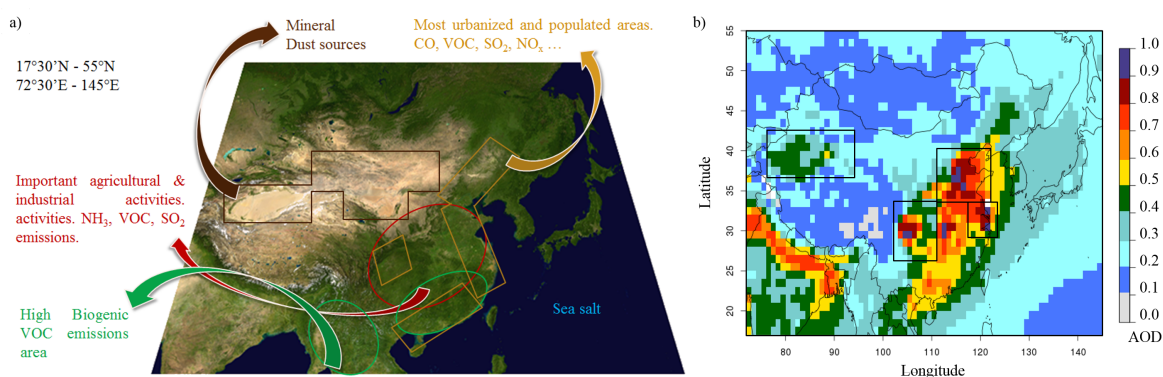 a)
Mineral
Dust sources
Most urbanized and populated areas.
CO, VOC, SO2, NOx …
17°30’N - 55°N
72°30’E - 145°E
Important agricultural &
industrial activities.
activities. NH3, VOC, SO2
emissions.
High Biogenic
VOC emissions
area
Sea salt
b)
Latitude
55
50
45
40
35
30
25
20
80
100
120
140
Longitude
1.0
0.9
0.8
0.7
0.6
0.5
0.4
0.3
0.2
0.1
0.0
AOD